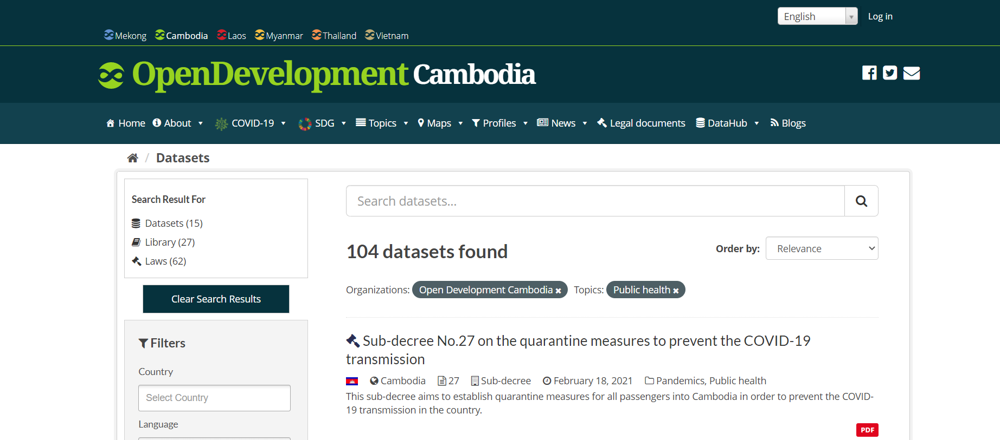 English
Log in
Mekong Cambodia Laos Myanmar Thailand Vietnam
OpenDevelopment Cambodia
Home About COVID-19 SDG Topics Maps Profiles News Legal documents DataHub Blogs
/ Datasets
Search Result For
Datasets (15)
Library (27)
Laws (62)
Clear Search Results
Filters
Country
Select Country
Language
Search datasets...
104 datasets found
Order by: Relevance
Organizations: Open Development Cambodia Topics: Public health
Sub-decree No.27 on the quarantine measures to prevent the COVID-19
transmission
Cambodia 27 Sub-decree February 18, 2021 Pandemics, Public health
This sub-decree aims to establish quarantine measures for all passengers into Cambodia in order to prevent the COVID-
19 transmission in the country.
PDF